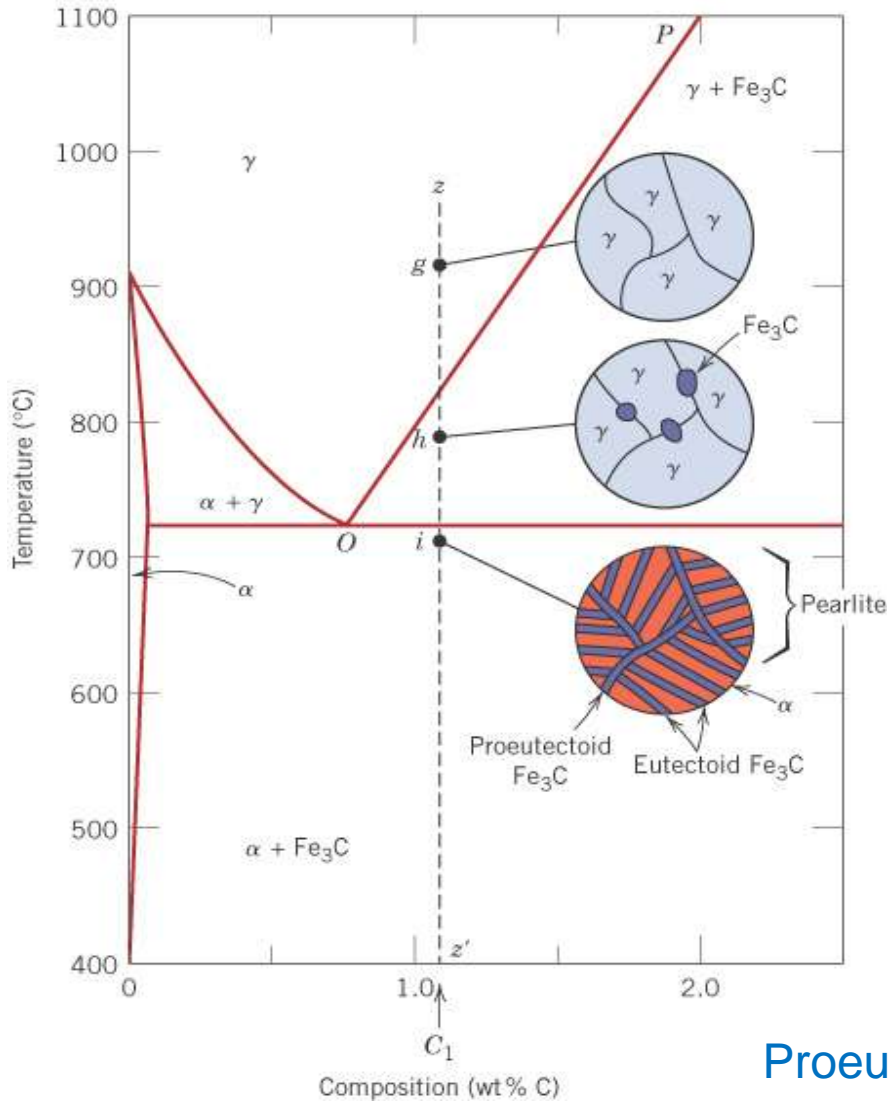 1100
P
γ + Fe₃C
1000
γ
z
γ
γ
γ
g
γ
900
Fe₃C
γ
γ
800
h
γ
γ
α + γ
O
i
700
α
Pearlite
600
α
Proeutectoid
Fe₃C
Eutectoid Fe₃C
500
α + Fe₃C
z′
400
0
1.0
2.0
C₁
Composition (wt% C)
Temperature (°C)
Proeu